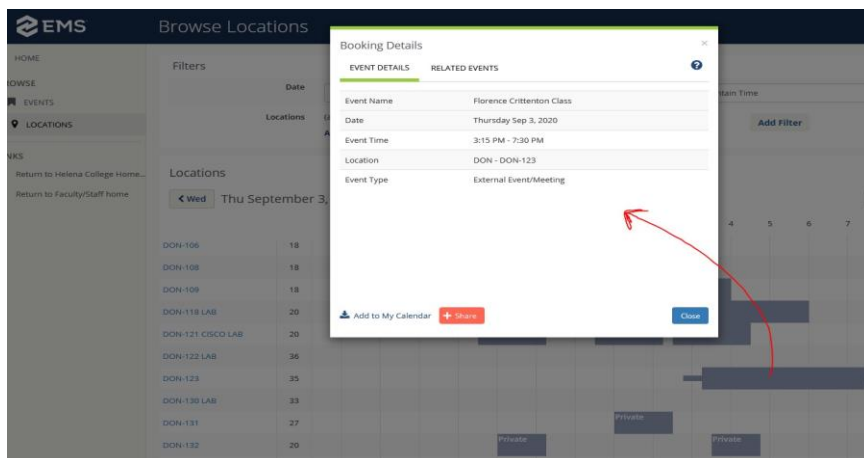 EMS
Browse Locations
HOME
Filters
Date
Locations
Add Filter
EVENTS
LOCATIONS
Return to Helena College Home...
Return to Faculty/Staff home
Booking Details
×
EVENT DETAILS RELATED EVENTS
?
Event Name Florence Crittenton Class
Date Thursday Sep 3, 2020
Event Time 3:15 PM - 7:30 PM
Location DON - DON-123
Event Type External Event/Meeting
Add to My Calendar + Share Close
Locations
< Wed Thu September 3,
4 5 6 7
DON-106 18
DON-108 18
DON-109 18
DON-118 LAB 20
DON-121 CISCO LAB 20
DON-122 LAB 36
DON-123 35
DON-130 LAB 33
DON-131 27 Private
DON-132 20 Private Private